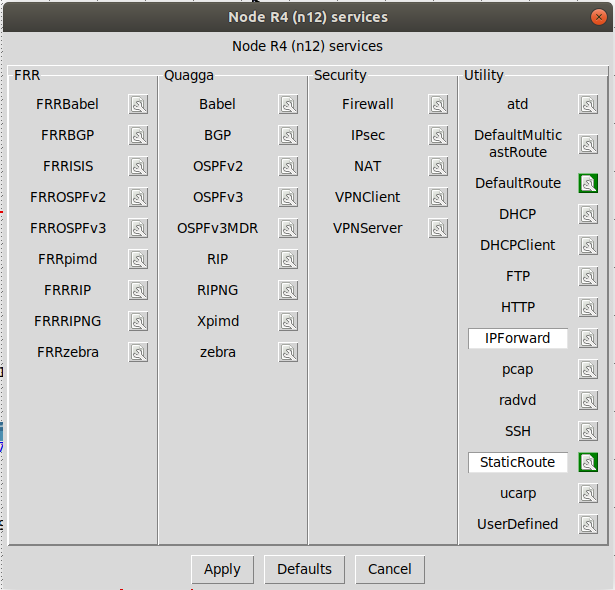 Node R4 (n12) services
Node R4 (n12) services
FRR
FRRBabel
FRRBGP
FRRISIS
FRROSPFv2
FRROSPFv3
FRRpimd
FRRRIP
FRRRIPNG
FRRzebra
Quagga
Babel
BGP
OSPFv2
OSPFv3
OSPFv3MDR
RIP
RIPNG
Xpimd
zebra
Security
Firewall
IPsec
NAT
VPNClient
VPNServer
Utility
atd
DefaultMultic
astRoute
DefaultRoute
DHCP
DHCPClient
FTP
HTTP
IPForward
pcap
radvd
SSH
StaticRoute
ucarp
UserDefined
Apply
Defaults
Cancel